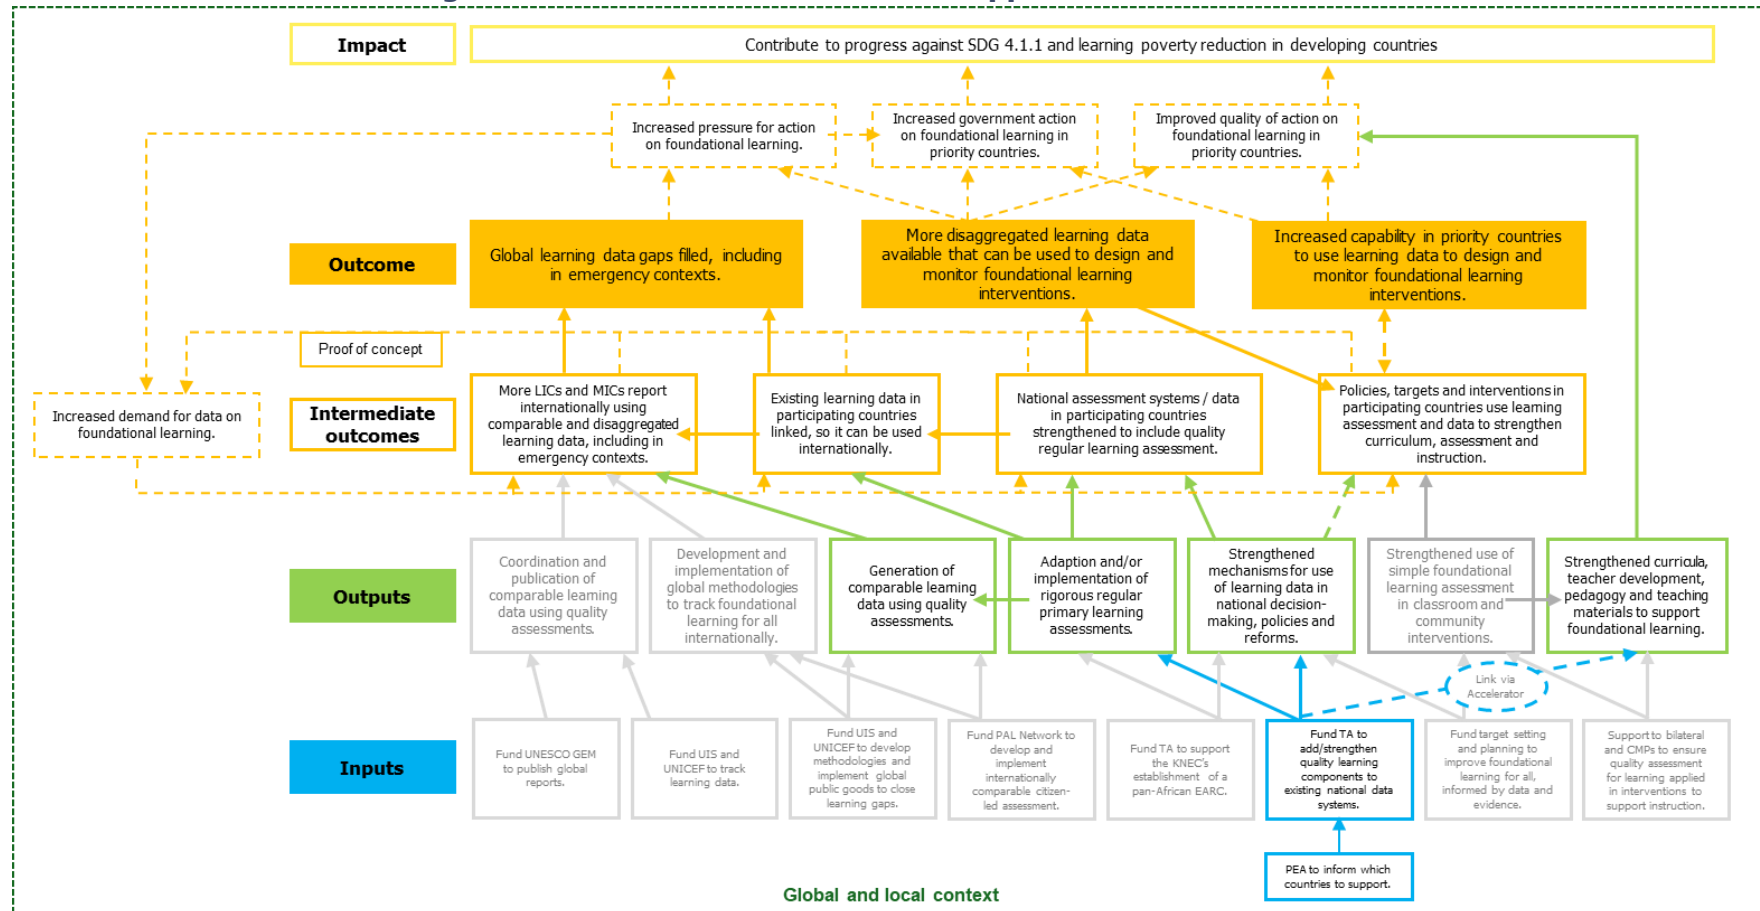 Impact
Contribute to progress against SDG 4.1.1 and learning poverty reduction in developing countries
Increased pressure for action
on foundational learning.
Increased government action
on foundational learning in
priority countries.
Improved quality of action on
foundational learning in
priority countries.
Outcome
Global learning data gaps filled, including
in emergency contexts.
More disaggregated learning data
available that can be used to design and
monitor foundational learning
interventions.
Increased capability in priority countries
to use learning data to design and
monitor foundational learning
interventions.
Proof of concept
Increased demand for data on
foundational learning.
Intermediate
outcomes
More LICs and MICs report
internationally using
comparable and disaggregated
learning data, including in
emergency contexts.
Existing learning data in
participating countries
linked, so it can be used
internationally.
National assessment systems / data
in participating countries
strengthened to include quality
regular learning assessment.
Policies, targets and interventions in
participating countries use learning
assessment and data to strengthen
curriculum, assessment and
instruction.
Outputs
Coordination and
publication of
comparable learning
data using quality
assessments.
Development and
implementation of
global methodologies
to track foundational
learning for all
internationally.
Generation of
comparable learning
data using quality
assessments.
Adaption and/or
implementation of
rigorous regular
primary learning
assessments.
Strengthened
mechanisms for use
of learning data in
national decision-
making, policies and
reforms.
Strengthened use of
simple foundational
learning assessment
in classroom and
community
interventions.
Strengthened curricula,
teacher development,
pedagogy and teaching
materials to support
foundational learning.
Link via
Accelerator
Inputs
Fund UNESCO GEM
to publish global
reports.
Fund UIS and
UNICEF to track
learning data.
Fund UIS and
UNICEF to develop
methodologies and
implement global
public goods to close
learning gaps.
Fund PAL Network to
develop and
implement
internationally
comparable citizen-
led assessment.
Fund TA to support
the KNEC's
establishment of a
pan-African EARC.
Fund TA to
add/strengthen
quality learning
components to
existing national data
systems.
Fund target setting
and planning to
improve foundational
learning for all,
informed by data and
evidence.
Support to bilateral
and CMPs to ensure
quality assessment
for learning applied
in interventions to
support instruction.
PEA to inform which
countries to support.
Global and local context